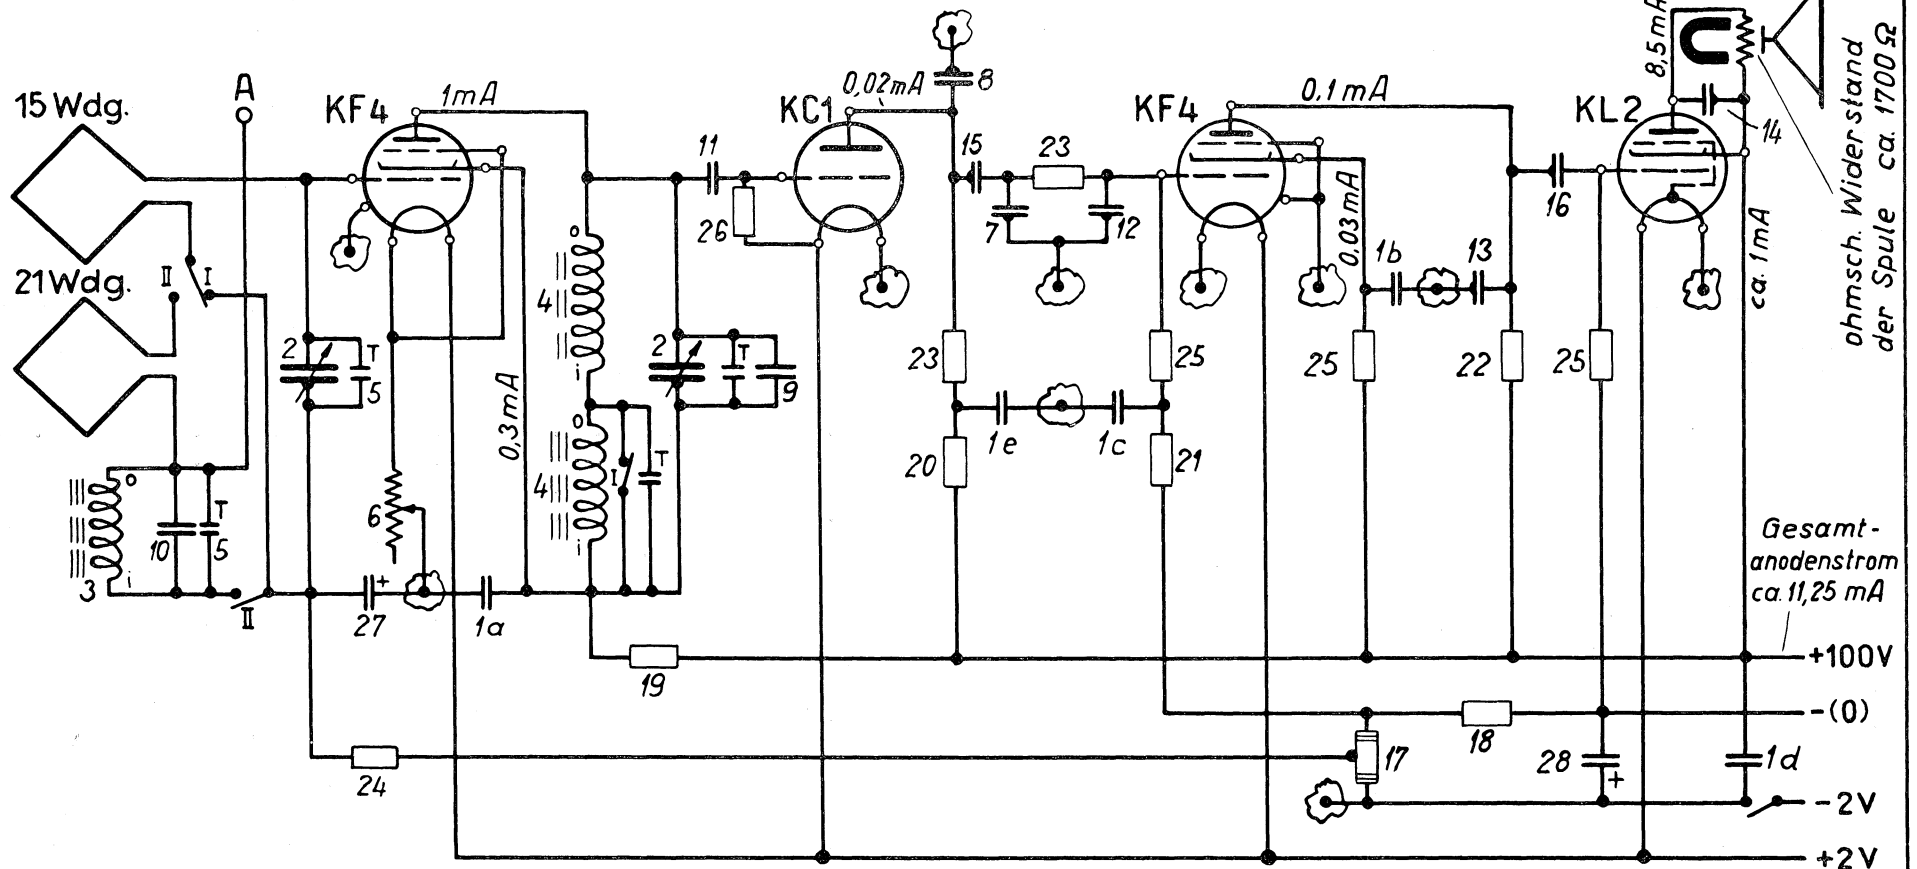 15 Wdg.
A
KF4
1mA
0,02mA
8
KC1
KF4
0,1mA
KL2
8,5mA
14
ohmsch. Widerstand
der Spule ca. 1700Ω
11
26
15
23
7
12
0,03mA
1b
13
16
ca. 1mA
II
I
21 Wdg.
2
T
5
0,3mA
o
4
i
2
T
9
23
25
25
22
25
o
4
I
T
i
1e
1c
20
21
o
3
i
10
T
5
II
6
27
+
1a
Gesamt-
anodenstrom
ca. 11,25 mA
19
+100V
-(0)
18
24
17
28
+
1d
-2V
+2V